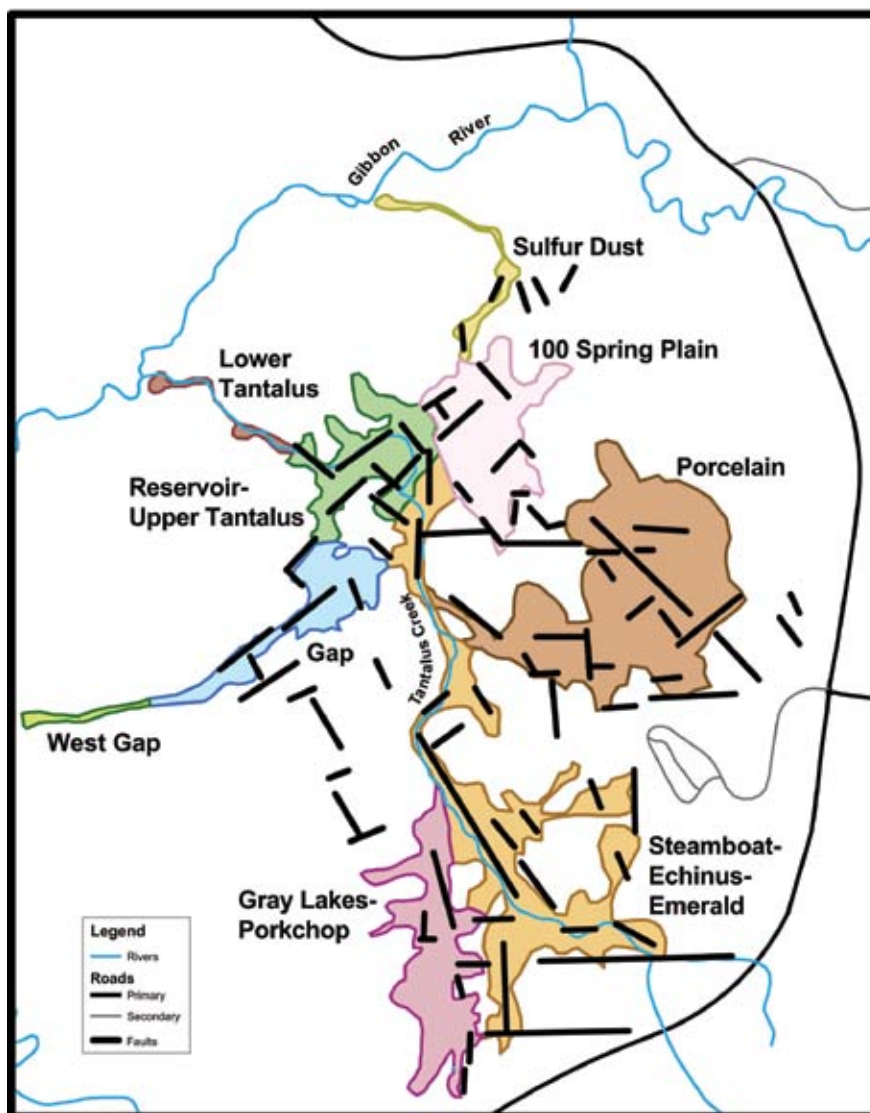 Gibbon River
Sulfur Dust
100 Spring Plain
Lower
Tantalus
Porcelain
Reservoir-
Upper Tantalus
Tantalus Creek
Gap
West Gap
Steamboat-
Echinus-
Emerald
Gray Lakes-
Porkchop
Legend
Rivers
Roads
Primary
Secondary
Faults